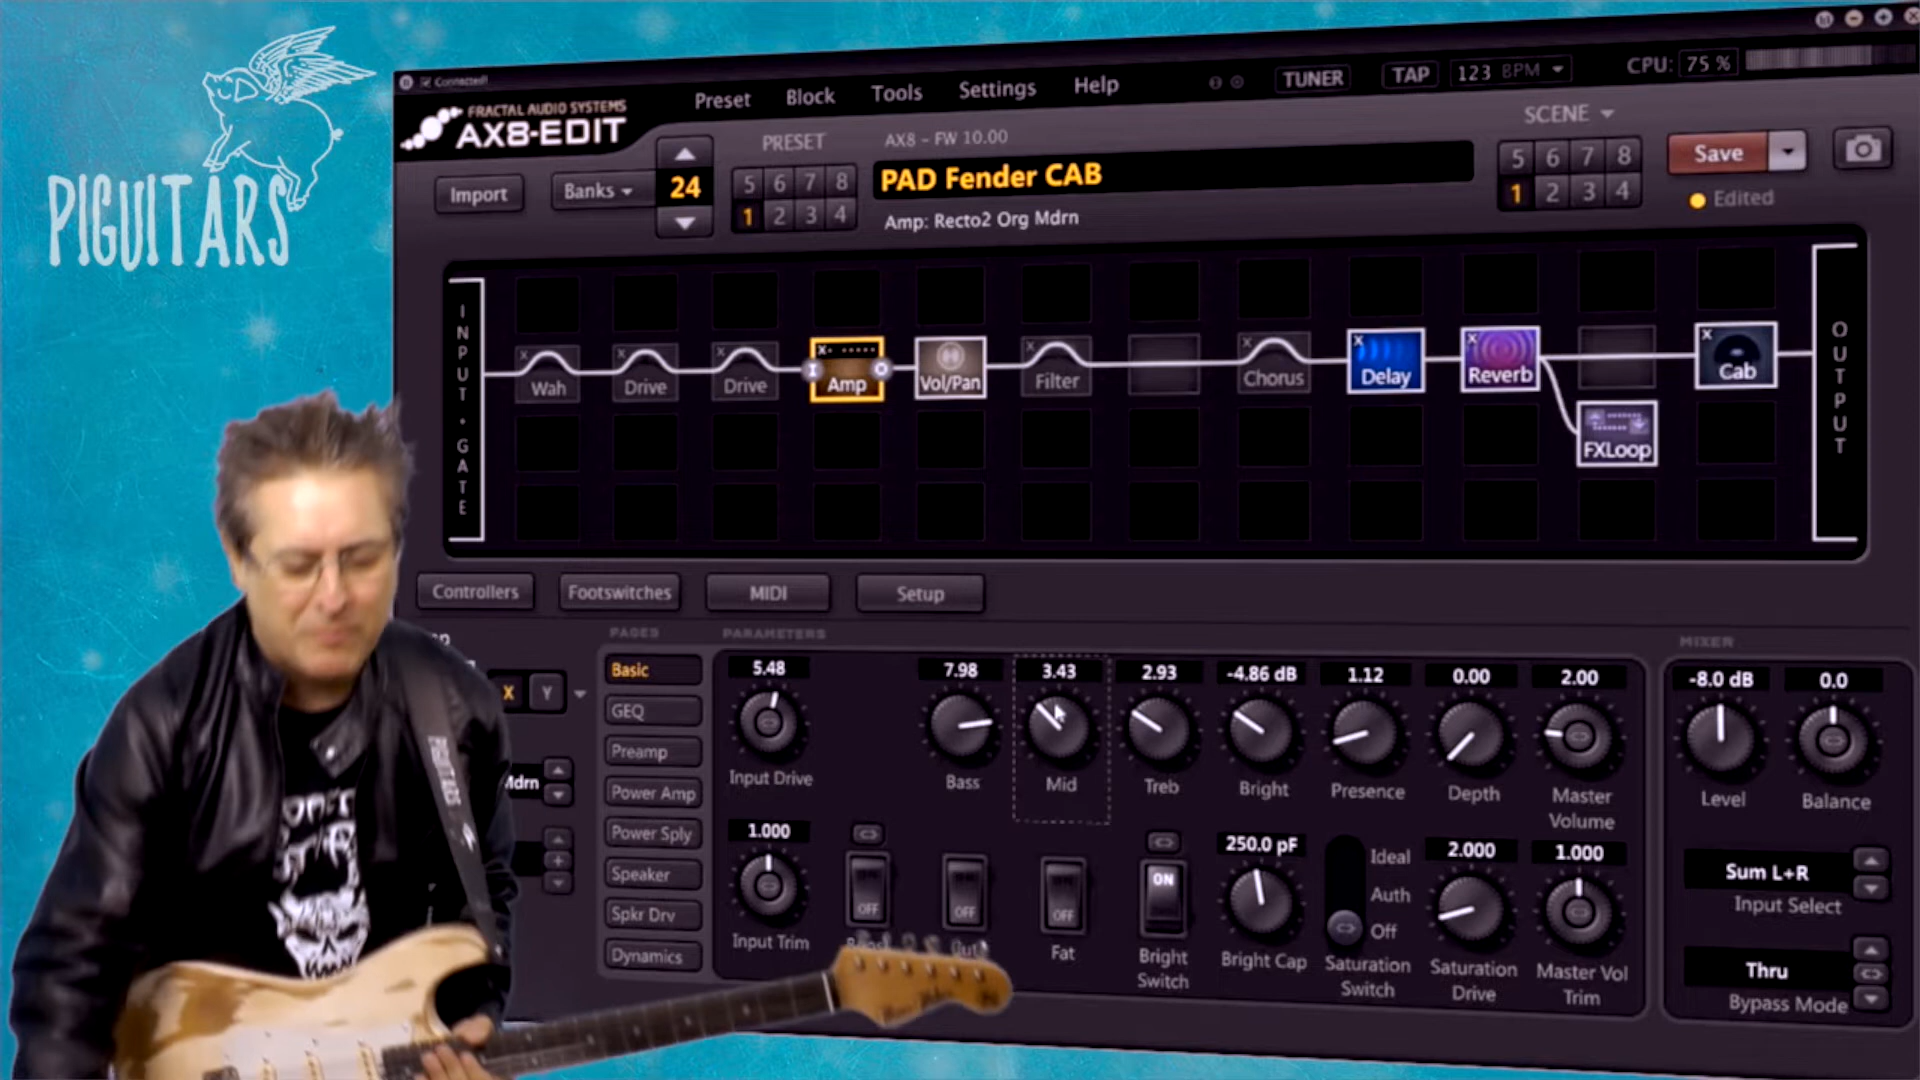 PIGUITARS
Connected!
FRACTAL AUDIO SYSTEMS
AX8-EDIT
Preset Block Tools Settings Help
TUNER TAP 123 BPM
CPU: 75 %
Import Banks 24
PRESET
5 6 7 8
1 2 3 4
AX8 - FW 10.00
PAD Fender CAB
Amp: Recto2 Org Mdrn
SCENE
5 6 7 8
1 2 3 4
Save
Edited
INPUT • GATE
Wah
Drive
Drive
X
Amp
Vol/Pan
Filter
Chorus
Delay
Reverb
FXLoop
Cab
OUTPUT
Controllers Footswitches MIDI Setup
X Y
Mdrn
PAGES
Basic
GEQ
Preamp
Power Amp
Power Sply
Speaker
Spkr Drv
Dynamics
PARAMETERS
5.48 7.98 3.43 2.93 -4.86 dB 1.12 0.00 2.00
Input Drive Bass Mid Treb Bright Presence Depth Master Volume
1.000 250.0 pF 2.000 1.000
OFF OFF OFF ON
Ideal
Auth
Off
Input Trim Fat Bright Switch Bright Cap Saturation Switch Saturation Drive Master Vol Trim
MIXER
-8.0 dB 0.0
Level Balance
Sum L+R
Input Select
Thru
Bypass Mode
PIGUITARS